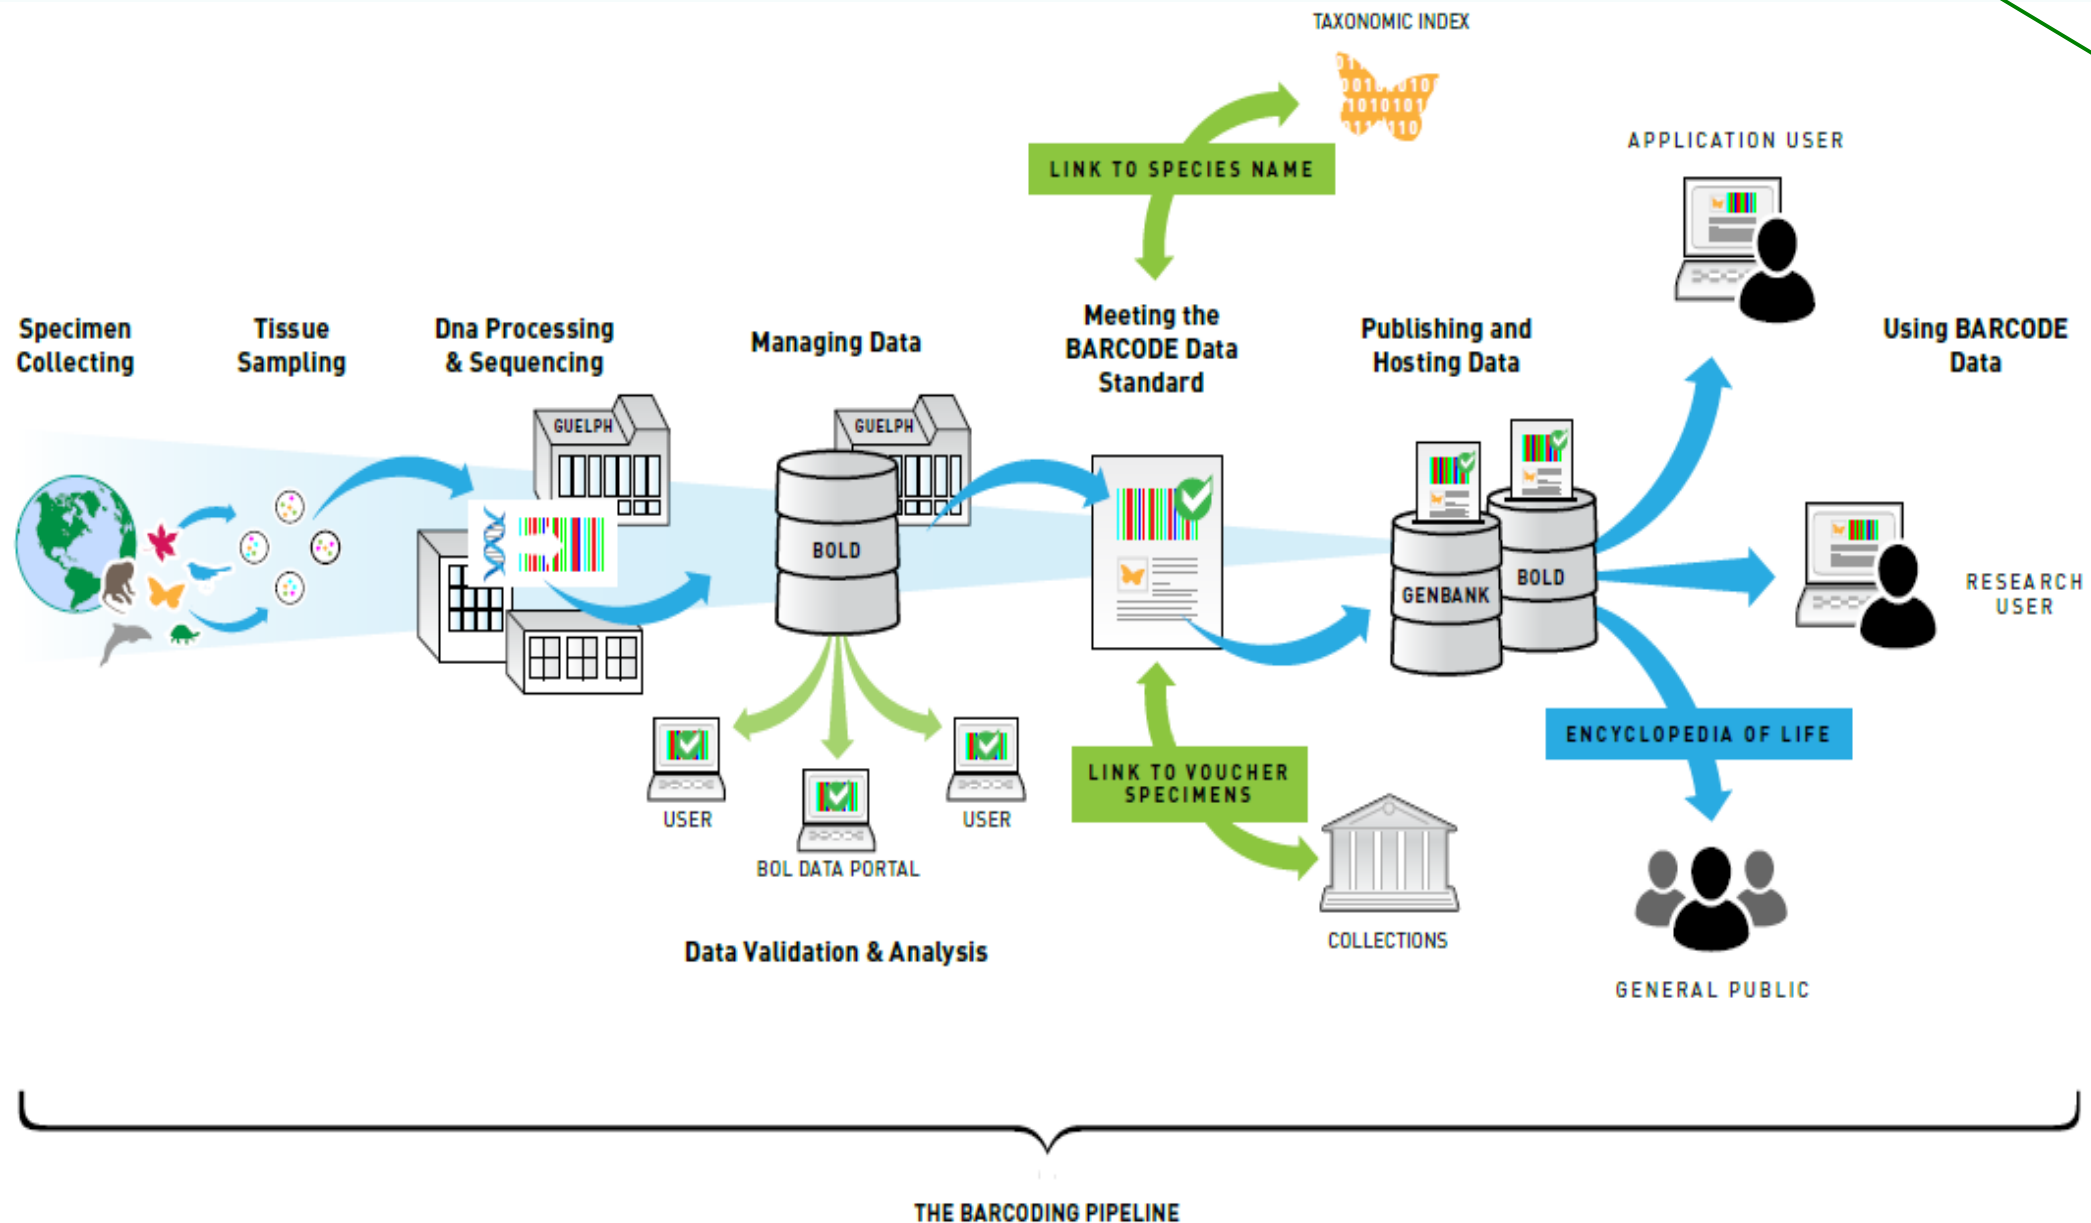 TAXONOMIC INDEX
LINK TO SPECIES NAME
APPLICATION USER
Specimen
Collecting
Tissue
Sampling
Dna Processing
& Sequencing
Managing Data
Meeting the
BARCODE Data
Standard
Publishing and
Hosting Data
Using BARCODE
Data
GUELPH
GUELPH
BOLD
GENBANK
BOLD
RESEARCH
USER
USER
BOL DATA PORTAL
USER
Data Validation & Analysis
LINK TO VOUCHER
SPECIMENS
COLLECTIONS
ENCYCLOPEDIA OF LIFE
GENERAL PUBLIC
THE BARCODING PIPELINE